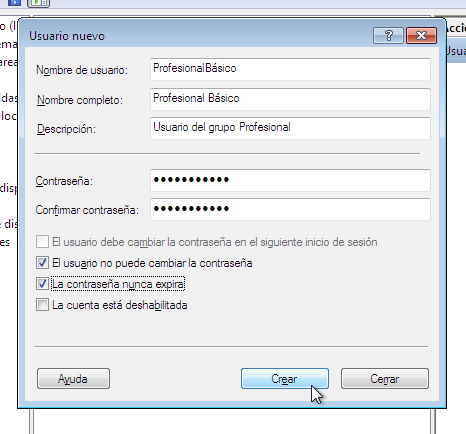 Usuario nuevo
Nombre de usuario: ProfesionalBásico
Nombre completo: Profesional Básico
Descripción: Usuario del grupo Profesional
Contraseña: •••••••••••
Confirmar contraseña: •••••••••••
El usuario debe cambiar la contraseña en el siguiente inicio de sesión
El usuario no puede cambiar la contraseña
La contraseña nunca expira
La cuenta está deshabilitada
Ayuda Crear Cerrar